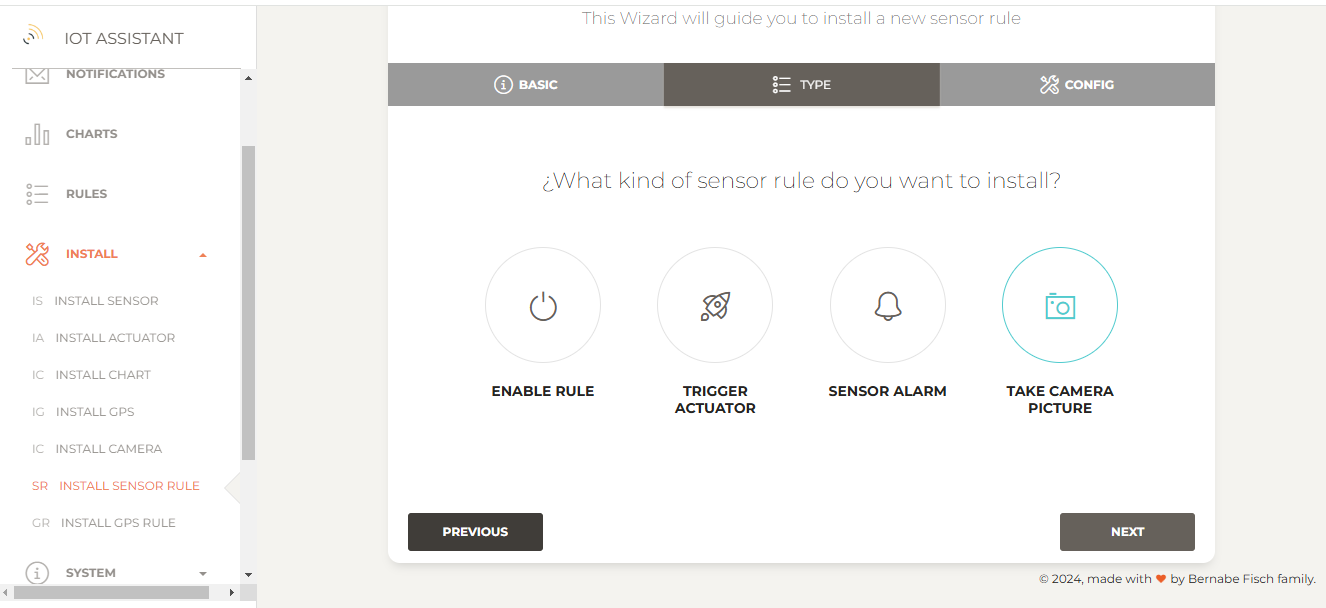 IOT ASSISTANT
NOTIFICATIONS
CHARTS
RULES
INSTALL
IS INSTALL SENSOR
IA INSTALL ACTUATOR
IC INSTALL CHART
IG INSTALL GPS
IC INSTALL CAMERA
SR INSTALL SENSOR RULE
GR INSTALL GPS RULE
SYSTEM
This Wizard will guide you to install a new sensor rule
BASIC
TYPE
CONFIG
¿What kind of sensor rule do you want to install?
ENABLE RULE
TRIGGER
ACTUATOR
SENSOR ALARM
TAKE CAMERA
PICTURE
PREVIOUS
NEXT
© 2024, made with ♥ by Bernabe Fisch family.